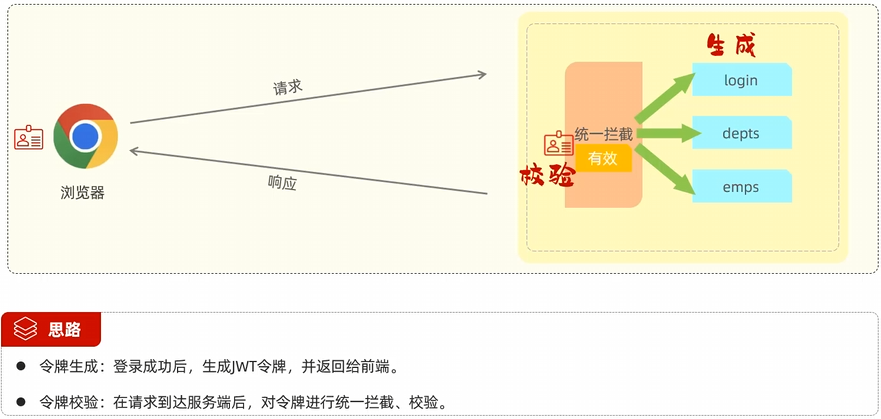 生成
login
请求
统一拦截
depts
有效
校验
emps
响应
浏览器
思路
令牌生成：登录成功后，生成JWT令牌，并返回给前端。
令牌校验：在请求到达服务端后，对令牌进行统一拦截、校验。